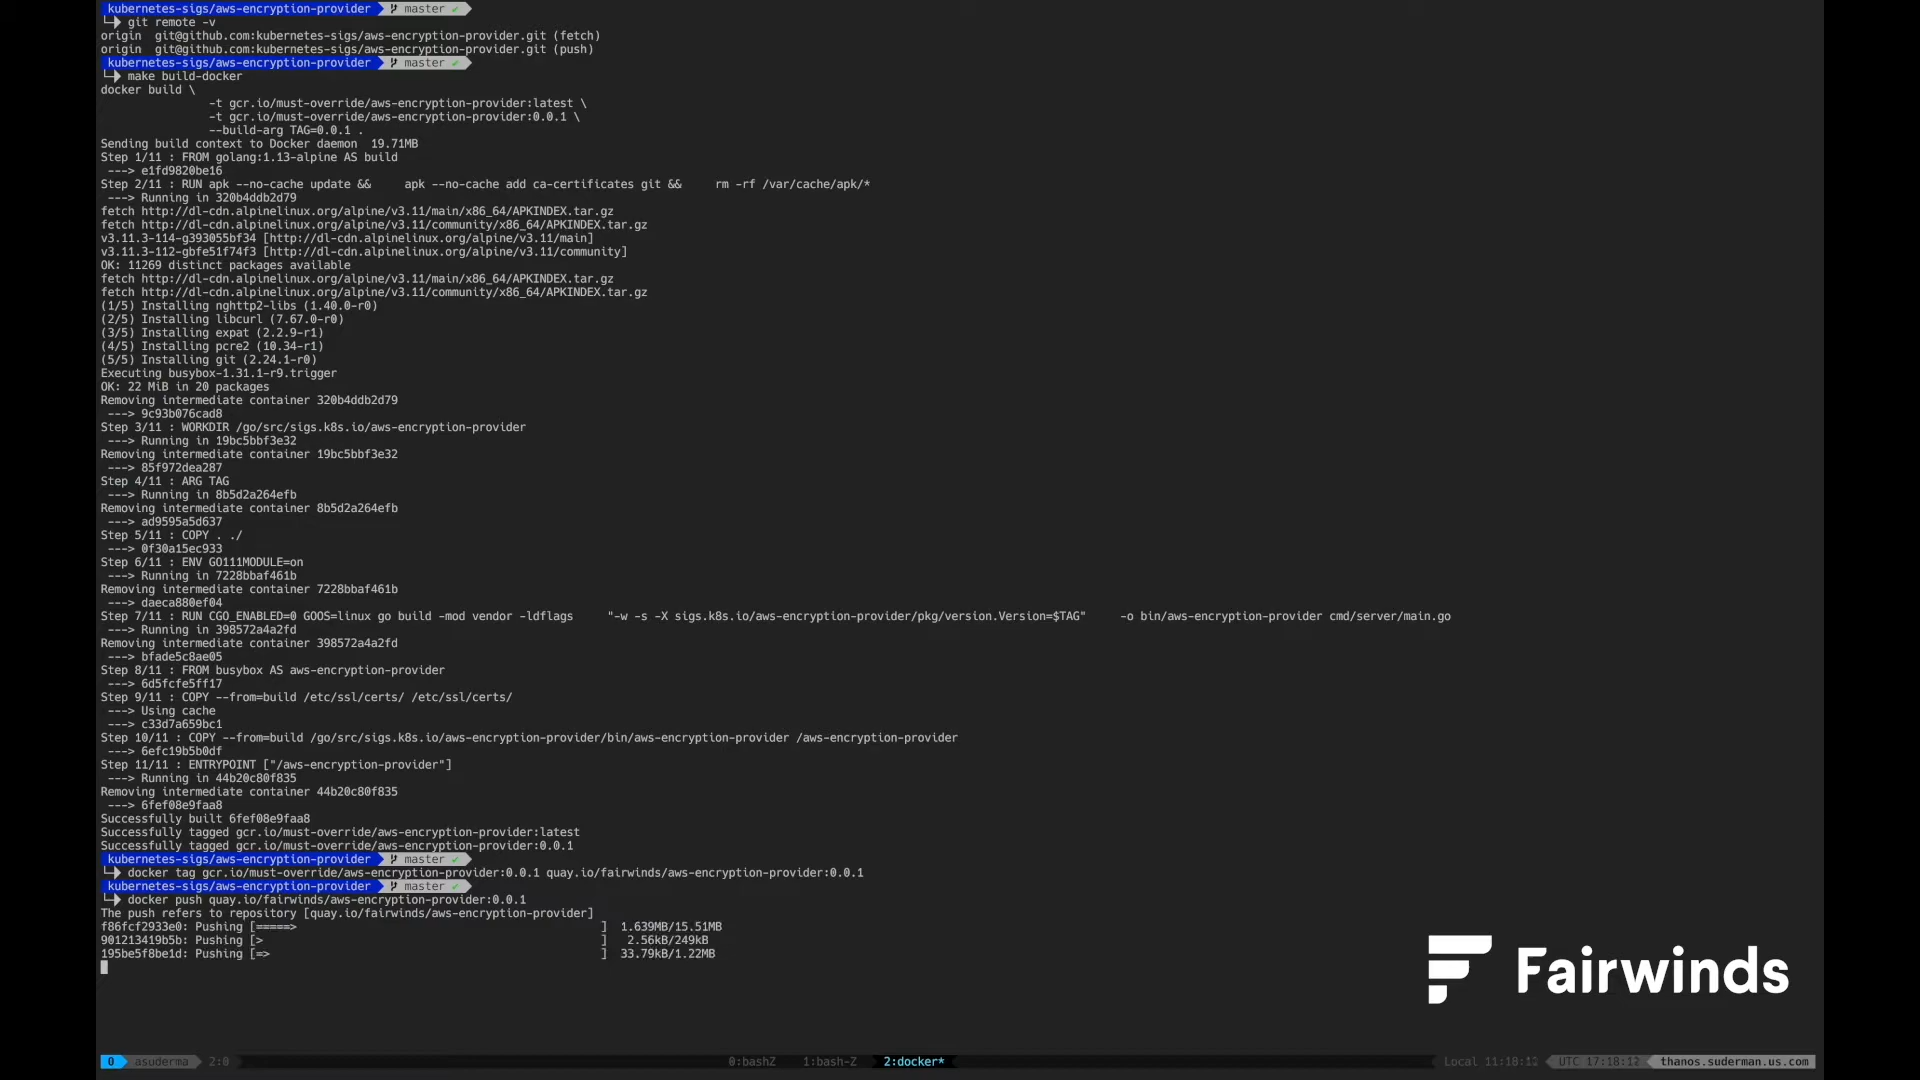 kubernetes-sigs/aws-encryption-provider master ✓
└─▶ git remote -v
origin  git@github.com:kubernetes-sigs/aws-encryption-provider.git (fetch)
origin  git@github.com:kubernetes-sigs/aws-encryption-provider.git (push)
kubernetes-sigs/aws-encryption-provider master ✓
└─▶ make build-docker
docker build \
-t gcr.io/must-override/aws-encryption-provider:latest \
-t gcr.io/must-override/aws-encryption-provider:0.0.1 \
--build-arg TAG=0.0.1 .
Sending build context to Docker daemon  19.71MB
Step 1/11 : FROM golang:1.13-alpine AS build
---> e1fd9820be16
Step 2/11 : RUN apk --no-cache update &&     apk --no-cache add ca-certificates git &&     rm -rf /var/cache/apk/*
---> Running in 320b4ddb2d79
fetch http://dl-cdn.alpinelinux.org/alpine/v3.11/main/x86_64/APKINDEX.tar.gz
fetch http://dl-cdn.alpinelinux.org/alpine/v3.11/community/x86_64/APKINDEX.tar.gz
v3.11.3-114-g393055bf34 [http://dl-cdn.alpinelinux.org/alpine/v3.11/main]
v3.11.3-112-gbfe51f74f3 [http://dl-cdn.alpinelinux.org/alpine/v3.11/community]
OK: 11269 distinct packages available
fetch http://dl-cdn.alpinelinux.org/alpine/v3.11/main/x86_64/APKINDEX.tar.gz
fetch http://dl-cdn.alpinelinux.org/alpine/v3.11/community/x86_64/APKINDEX.tar.gz
(1/5) Installing nghttp2-libs (1.40.0-r0)
(2/5) Installing libcurl (7.67.0-r0)
(3/5) Installing expat (2.2.9-r1)
(4/5) Installing pcre2 (10.34-r1)
(5/5) Installing git (2.24.1-r0)
Executing busybox-1.31.1-r9.trigger
OK: 22 MiB in 20 packages
Removing intermediate container 320b4ddb2d79
---> 9c93b076cad8
Step 3/11 : WORKDIR /go/src/sigs.k8s.io/aws-encryption-provider
---> Running in 19bc5bbf3e32
Removing intermediate container 19bc5bbf3e32
---> 85f972dea287
Step 4/11 : ARG TAG
---> Running in 8b5d2a264efb
Removing intermediate container 8b5d2a264efb
---> ad9595a5d637
Step 5/11 : COPY . ./
---> 0f30a15ec933
Step 6/11 : ENV GO111MODULE=on
---> Running in 7228bbaf461b
Removing intermediate container 7228bbaf461b
---> daeca880ef04
Step 7/11 : RUN CGO_ENABLED=0 GOOS=linux go build -mod vendor -ldflags     "-w -s -X sigs.k8s.io/aws-encryption-provider/pkg/version.Version=$TAG"     -o bin/aws-encryption-provider cmd/server/main.go
---> Running in 398572a4a2fd
Removing intermediate container 398572a4a2fd
---> bfade5c8ae05
Step 8/11 : FROM busybox AS aws-encryption-provider
---> 6d5fcfe5ff17
Step 9/11 : COPY --from=build /etc/ssl/certs/ /etc/ssl/certs/
---> Using cache
---> c33d7a659bc1
Step 10/11 : COPY --from=build /go/src/sigs.k8s.io/aws-encryption-provider/bin/aws-encryption-provider /aws-encryption-provider
---> 6efc19b5b0df
Step 11/11 : ENTRYPOINT ["/aws-encryption-provider"]
---> Running in 44b20c80f835
Removing intermediate container 44b20c80f835
---> 6fef08e9faa8
Successfully built 6fef08e9faa8
Successfully tagged gcr.io/must-override/aws-encryption-provider:latest
Successfully tagged gcr.io/must-override/aws-encryption-provider:0.0.1
kubernetes-sigs/aws-encryption-provider master ✓
└─▶ docker tag gcr.io/must-override/aws-encryption-provider:0.0.1 quay.io/fairwinds/aws-encryption-provider:0.0.1
kubernetes-sigs/aws-encryption-provider master ✓
└─▶ docker push quay.io/fairwinds/aws-encryption-provider:0.0.1
The push refers to repository [quay.io/fairwinds/aws-encryption-provider]
f86fcf2933e0: Pushing [=====>                                             ]  1.639MB/15.51MB
901213419b5b: Pushing [>                                                  ]   2.56kB/249kB
195be5f8be1d: Pushing [=>                                                 ]  33.79kB/1.22MB
Fairwinds
0 asuderma 2:0 0:bashZ 1:bash-Z 2:docker* Local UTC thanos.suderman.us.com